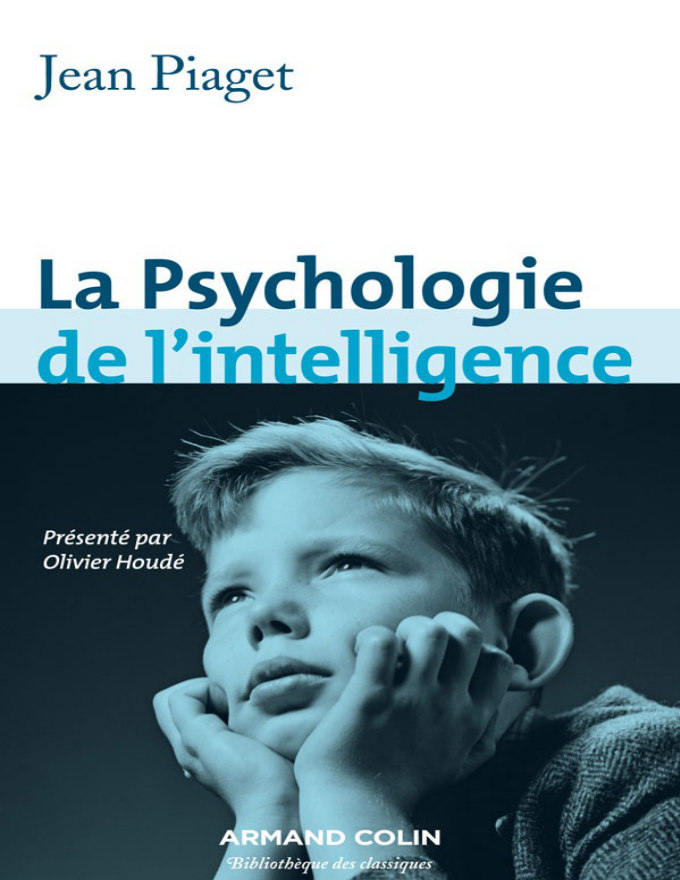 Jean Piaget
La Psychologie
de l’intelligence
Présenté par
Olivier Houdé
ARMAND COLIN
Bibliothèque des classiques